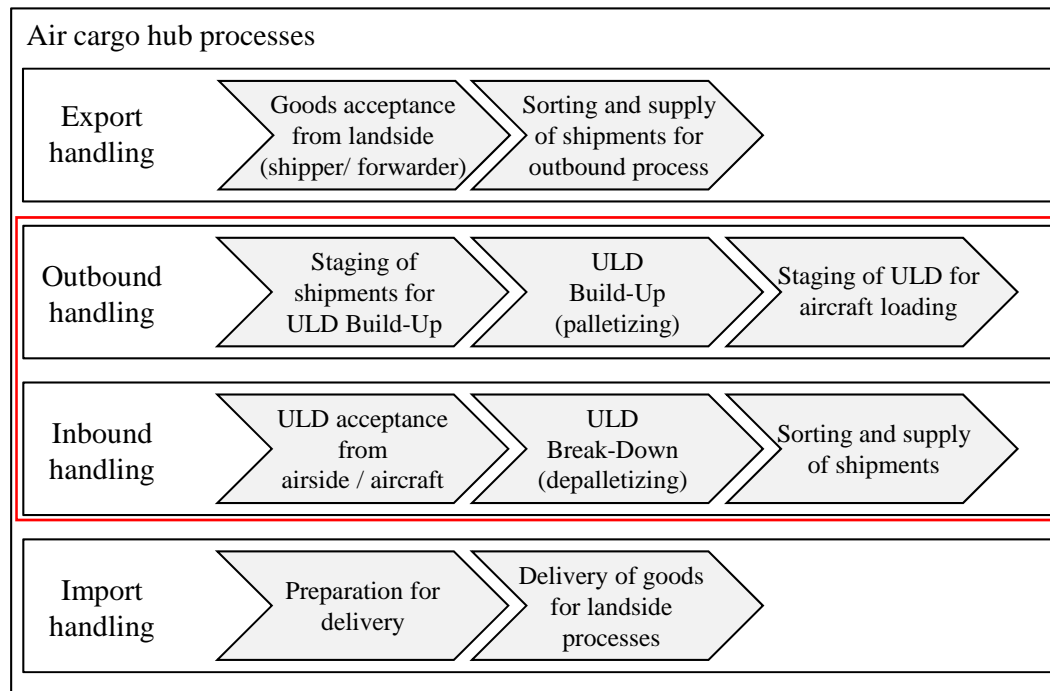 Air cargo hub processes
Export
handling
Goods acceptance
from landside
(shipper/ forwarder)
Sorting and supply
of shipments for
outbound process
Outbound
handling
Staging of
shipments for
ULD Build-Up
ULD
Build-Up
(palletizing)
Staging of ULD for
aircraft loading
Inbound
handling
ULD acceptance
from
airside / aircraft
ULD
Break-Down
(depalletizing)
Sorting and supply
of shipments
Import
handling
Preparation for
delivery
Delivery of goods
for landside
processes